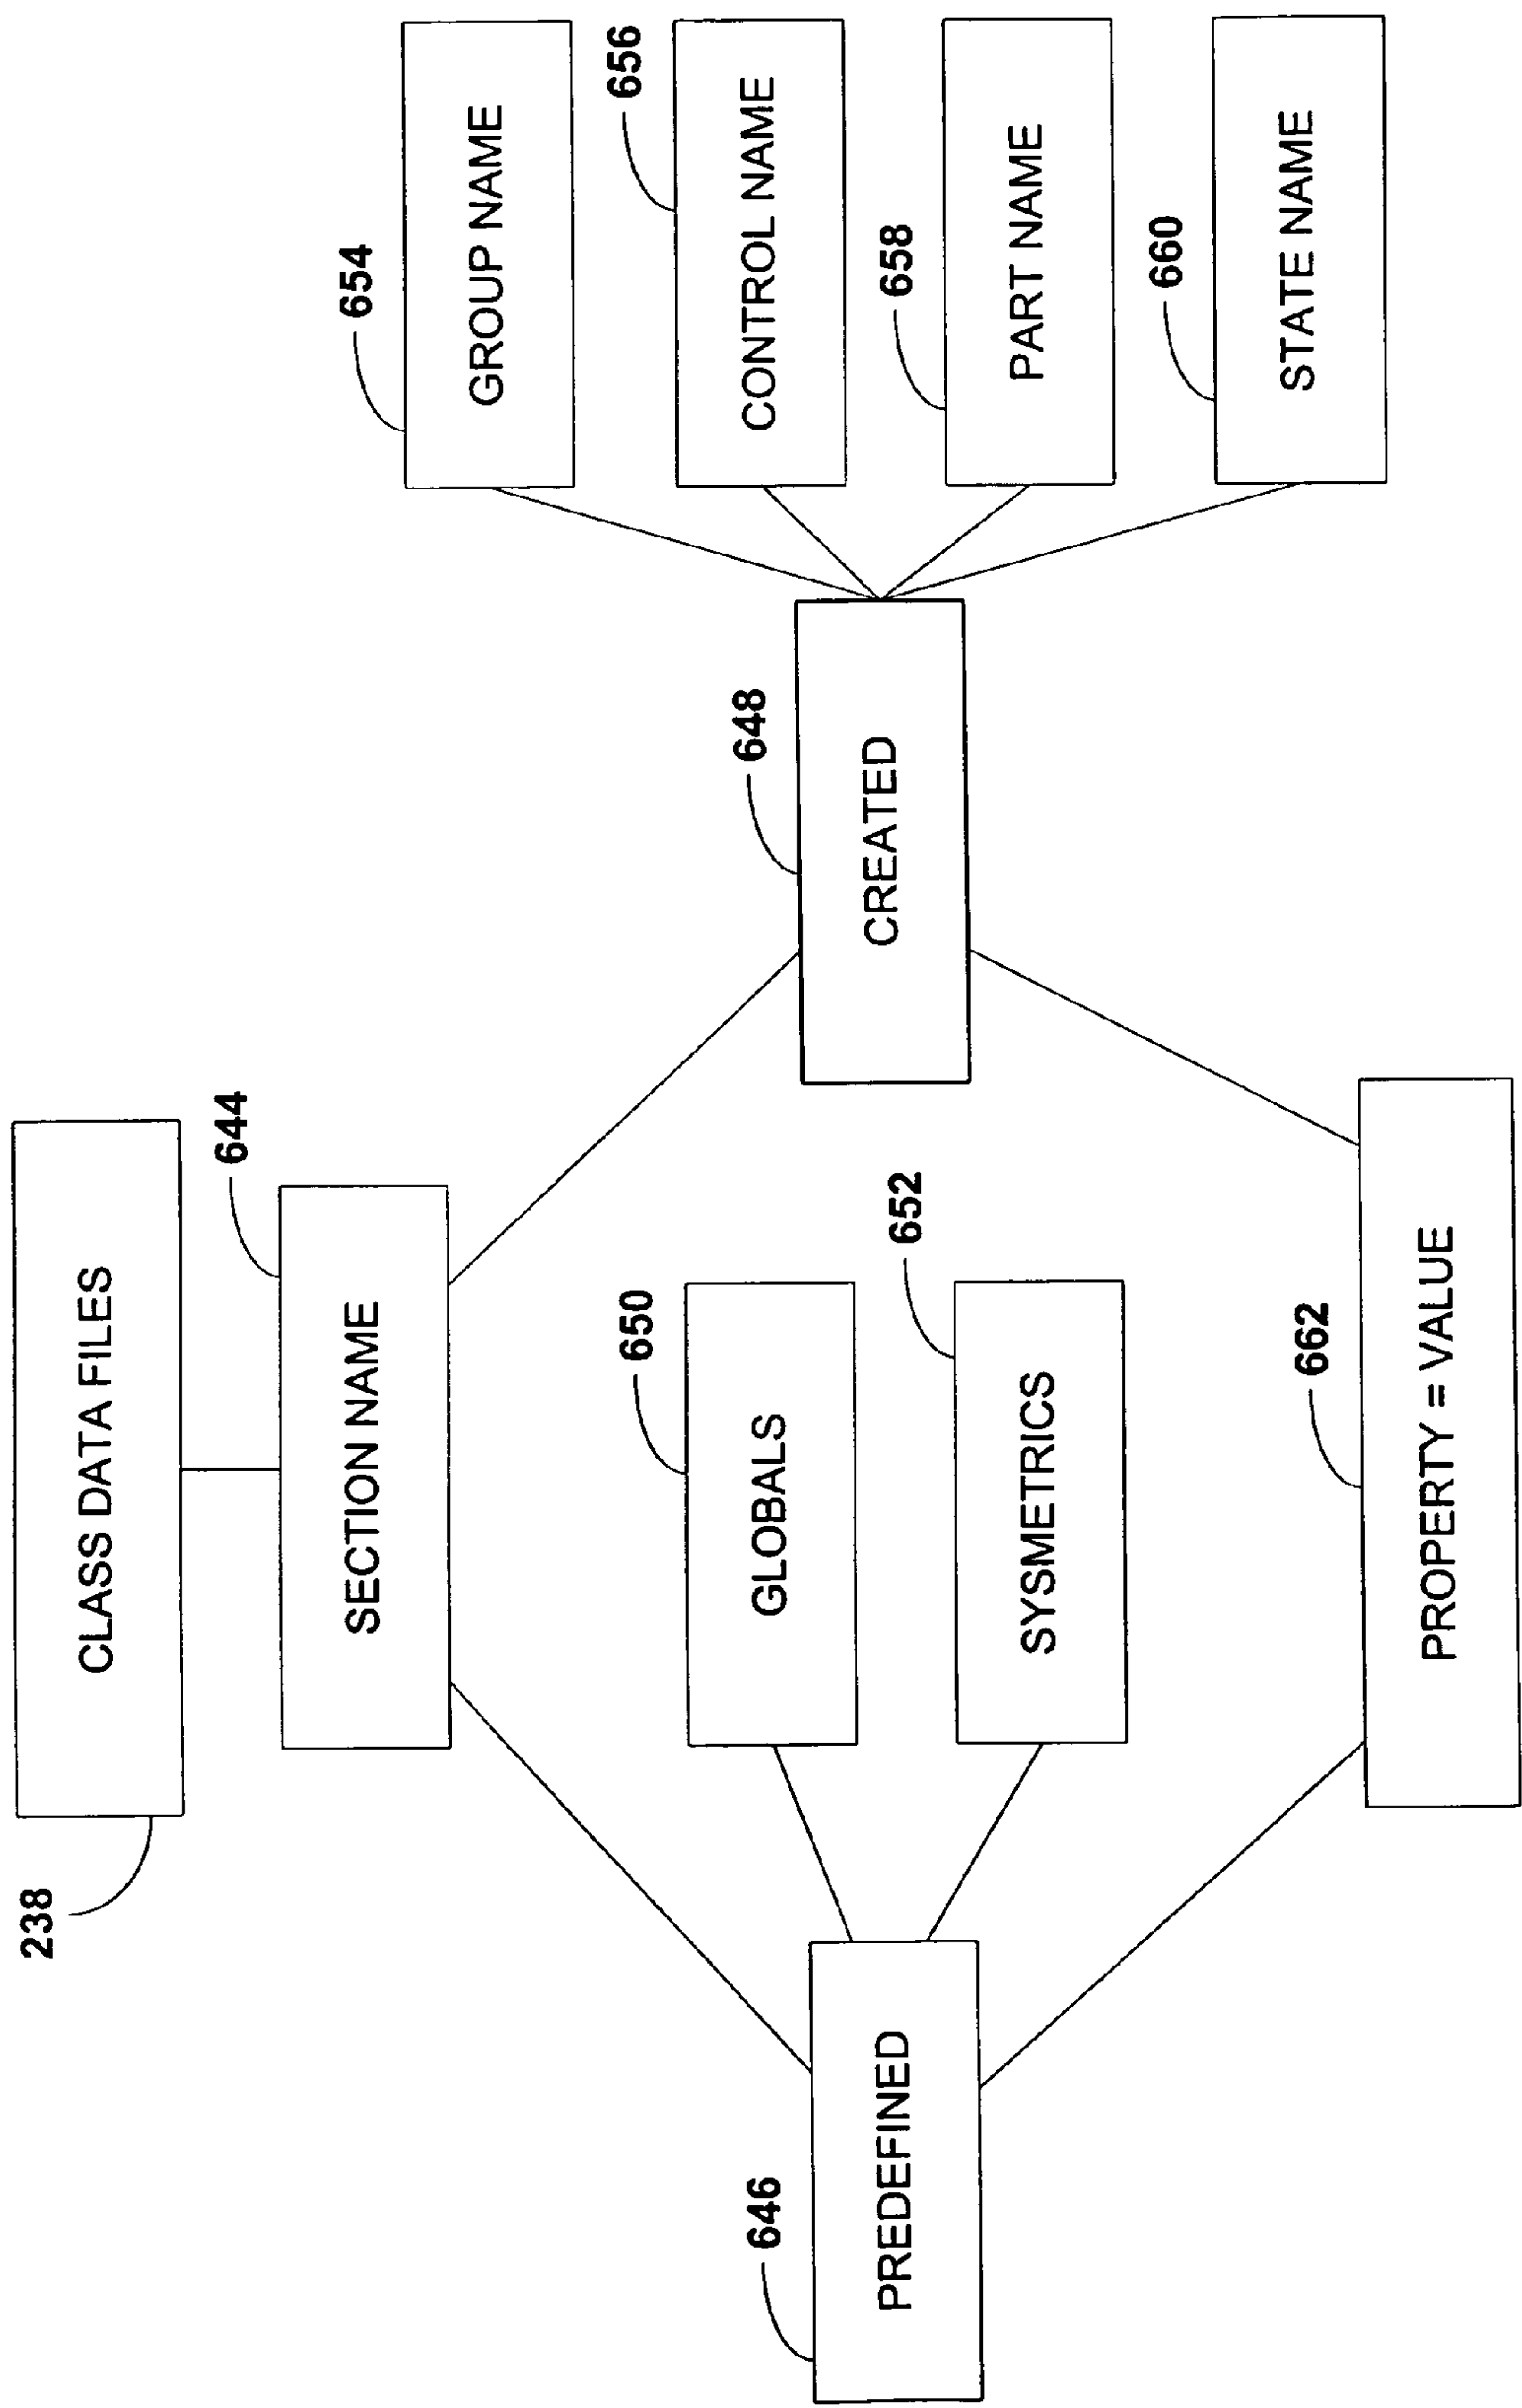 238
CLASS DATA FILES
644
SECTION NAME
654
GROUP NAME
650
GLOBALS
656
CONTROL NAME
646
PREDEFINED
648
CREATED
652
SYSMETRICS
658
PART NAME
660
STATE NAME
662
PROPERTY = VALUE